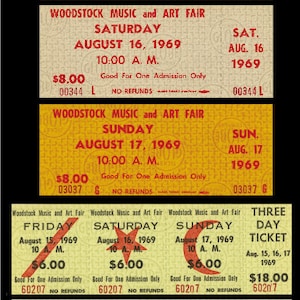 WOODSTOCK MUSIC and ART FAIR
SATURDAY
AUGUST 16, 1969
10:00 A. M.
$8.00 Good For One Admission Only
00344 L NO REFUNDS
SAT.
AUG. 16
1969
00344 L
WOODSTOCK MUSIC and ART FAIR
SUNDAY
AUGUST 17, 1969
10:00 A. M.
$8.00 Good For One Admission Only
03037 G NO REFUNDS
SUN.
AUG. 17
1969
03037 G
Woodstock Music and Art Fair
FRIDAY
August 15, 1969
10 A. M.
$6.00
Good For One Admission Only
60207 NO REFUNDS
Woodstock Music and Art Fair
SATURDAY
August 16, 1969
10 A. M.
$6.00
Good For One Admission Only
60207 NO REFUNDS
Woodstock Music and Art Fair
SUNDAY
August 17, 1969
10 A. M.
$6.00
Good For One Admission Only
60207 NO REFUNDS
THREE
DAY
TICKET
Aug. 15, 16, 17
1969
$18.00
60207